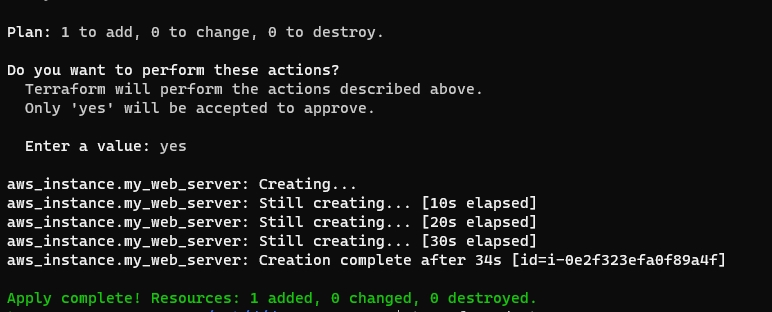 Plan: 1 to add, 0 to change, 0 to destroy.
Do you want to perform these actions?
Terraform will perform the actions described above.
Only 'yes' will be accepted to approve.
Enter a value: yes
aws_instance.my_web_server: Creating...
aws_instance.my_web_server: Still creating... [10s elapsed]
aws_instance.my_web_server: Still creating... [20s elapsed]
aws_instance.my_web_server: Still creating... [30s elapsed]
aws_instance.my_web_server: Creation complete after 34s [id=i-0e2f323efa0f89a4f]
Apply complete! Resources: 1 added, 0 changed, 0 destroyed.